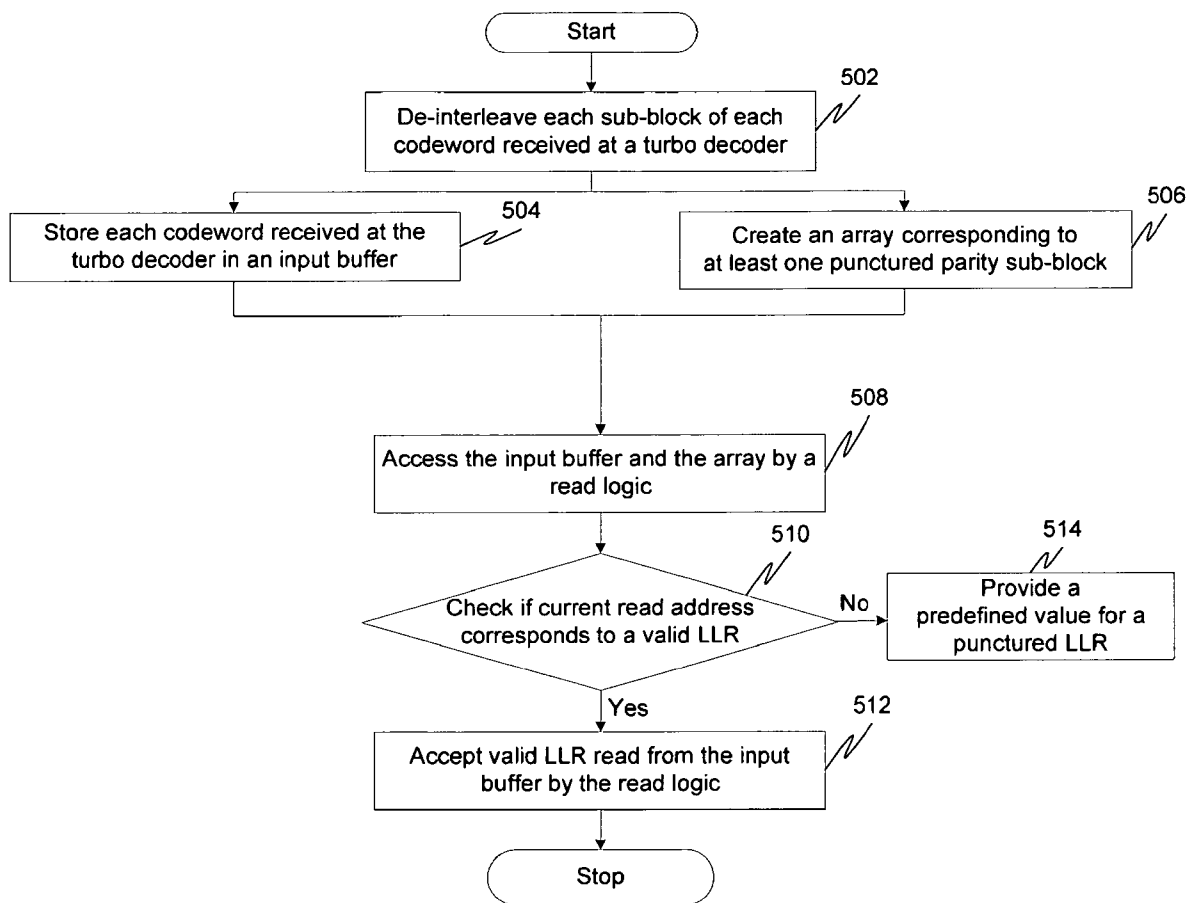 Start
502
De-interleave each sub-block of each
codeword received at a turbo decoder
504
Store each codeword received at the
turbo decoder in an input buffer
506
Create an array corresponding to
at least one punctured parity sub-block
508
Access the input buffer and the array by a
read logic
510
Check if current read address
corresponds to a valid LLR
No
514
Provide a
predefined value for a
punctured LLR
Yes
512
Accept valid LLR read from the input
buffer by the read logic
Stop